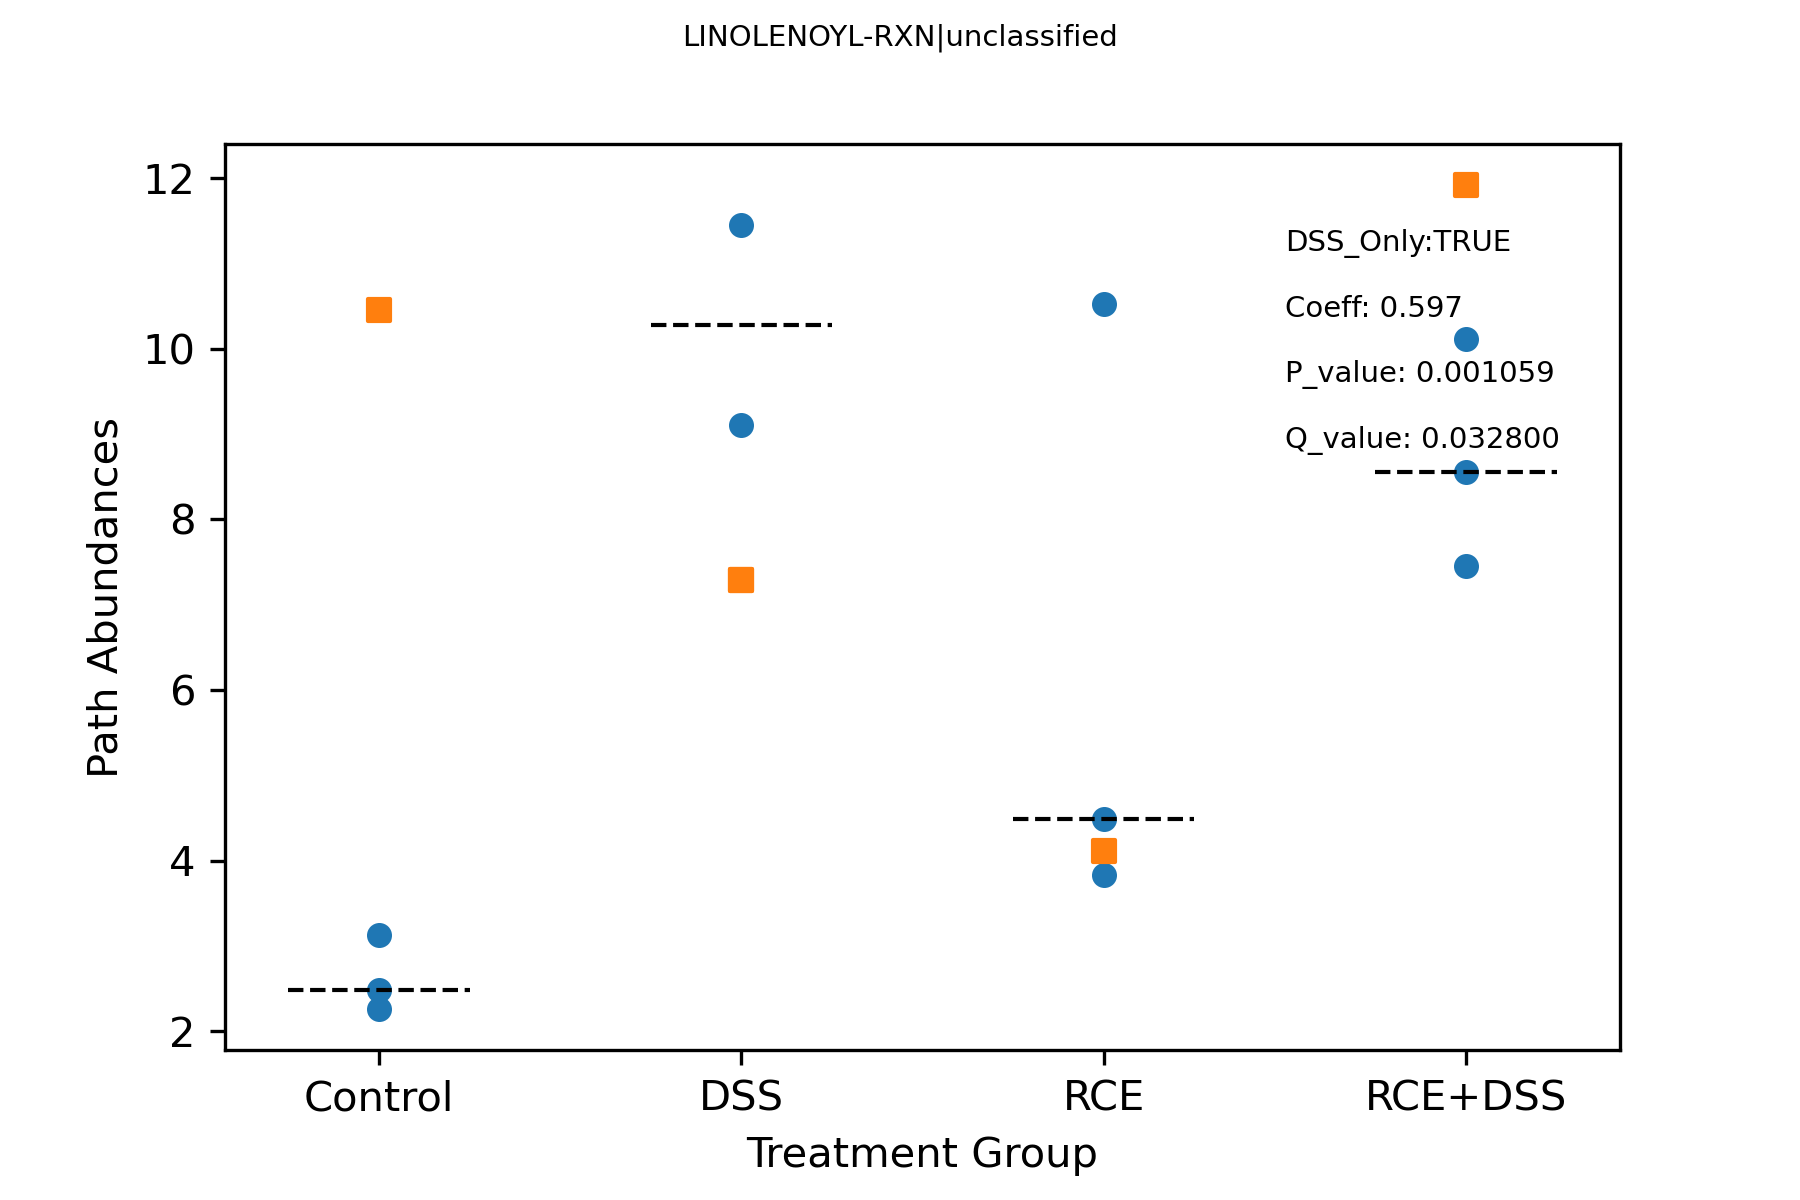 LINOLENOYL-RXN|unclassified
12
10
8
6
4
2
Path Abundances
DSS_Only:TRUE
Coeff: 0.597
P_value: 0.001059
Q_value: 0.032800
Control
DSS
RCE
RCE+DSS
Treatment Group